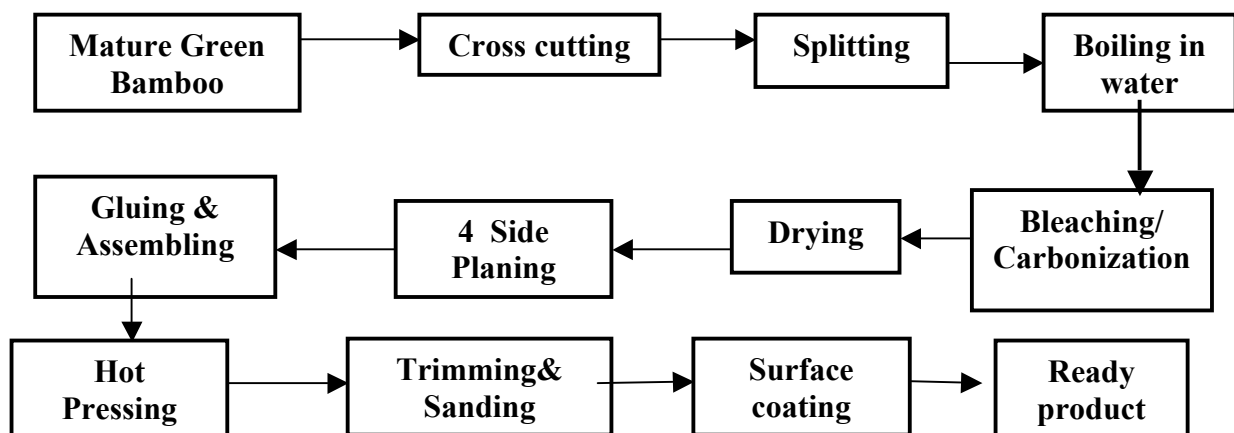 Mature Green
Bamboo
Cross cutting
Splitting
Boiling in
water
Bleaching/
Carbonization
Drying
4 Side
Planing
Gluing &
Assembling
Hot
Pressing
Trimming&
Sanding
Surface
coating
Ready
product